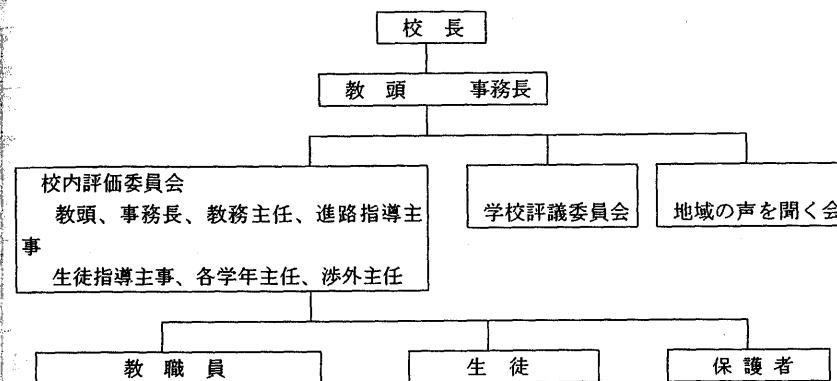 校　長
教　頭　　　事務長
校内評価委員会
教頭、事務長、教務主任、進路指導主
事
生徒指導主事、各学年主任、渉外主任
学校評議委員会
地域の声を聞く会
教　職　員
生　徒
保　護　者